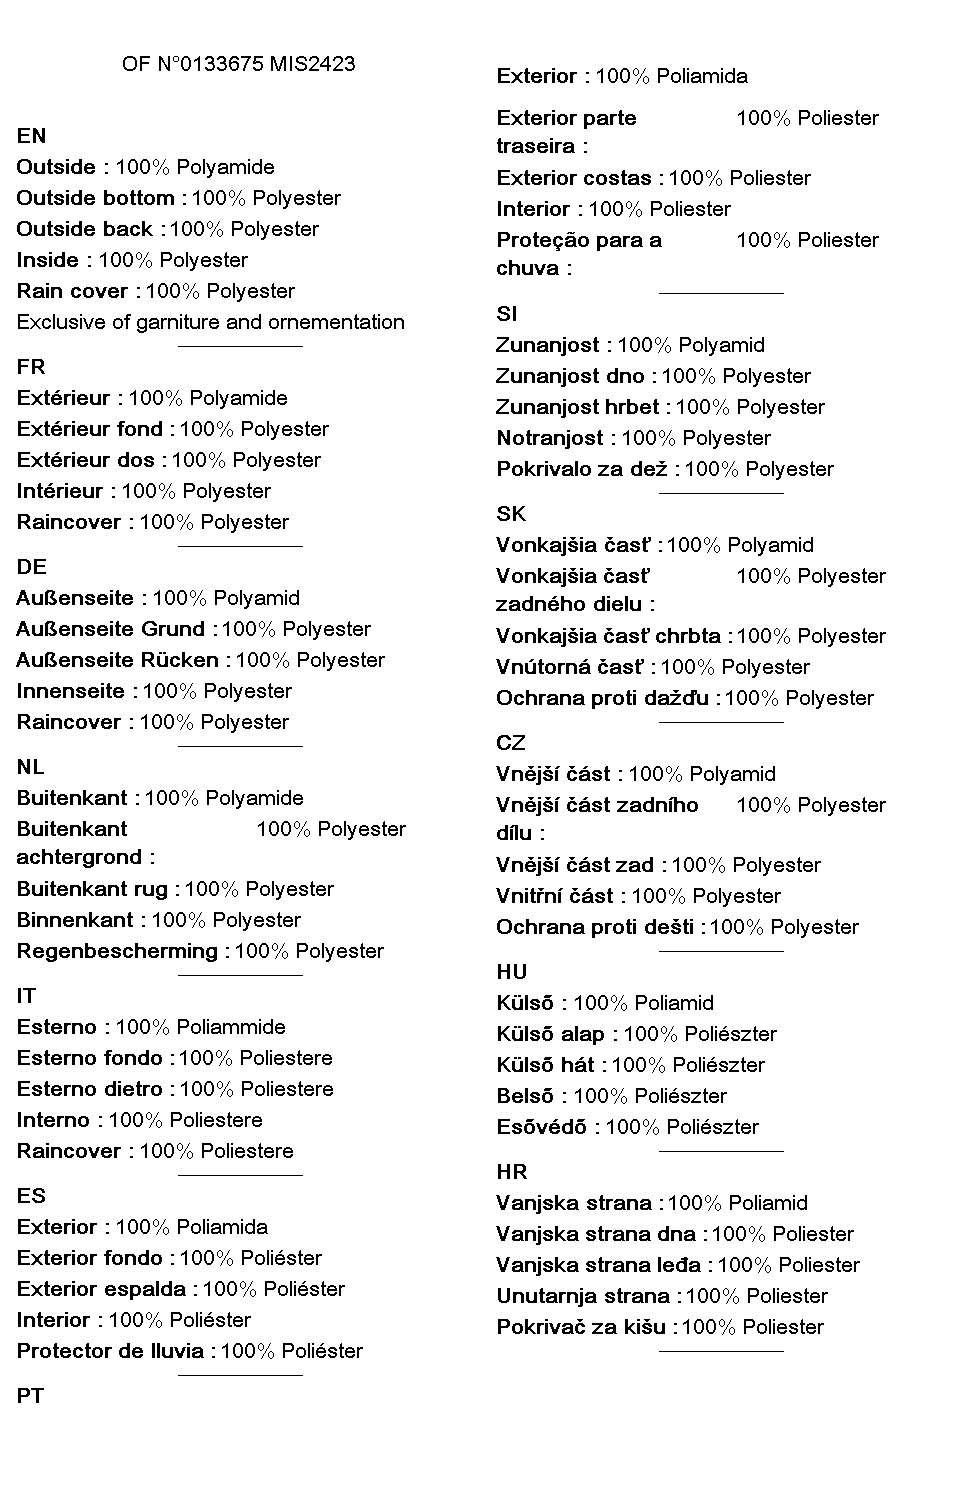 OF N°0133675 MIS2423
EN
Outside : 100% Polyamide
Outside bottom : 100% Polyester
Outside back : 100% Polyester
Inside : 100% Polyester
Rain cover : 100% Polyester
Exclusive of garniture and ornementation
FR
Extérieur : 100% Polyamide
Extérieur fond : 100% Polyester
Extérieur dos : 100% Polyester
Intérieur : 100% Polyester
Raincover : 100% Polyester
DE
Außenseite : 100% Polyamid
Außenseite Grund : 100% Polyester
Außenseite Rücken : 100% Polyester
Innenseite : 100% Polyester
Raincover : 100% Polyester
NL
Buitenkant : 100% Polyamide
Buitenkant 100% Polyester
achtergrond :
Buitenkant rug : 100% Polyester
Binnenkant : 100% Polyester
Regenbescherming : 100% Polyester
IT
Esterno : 100% Poliammide
Esterno fondo : 100% Poliestere
Esterno dietro : 100% Poliestere
Interno : 100% Poliestere
Raincover : 100% Poliestere
ES
Exterior : 100% Poliamida
Exterior fondo : 100% Poliéster
Exterior espalda : 100% Poliéster
Interior : 100% Poliéster
Protector de lluvia : 100% Poliéster
PT
Exterior : 100% Poliamida
Exterior parte 100% Poliester
traseira :
Exterior costas : 100% Poliester
Interior : 100% Poliester
Proteção para a 100% Poliester
chuva :
SI
Zunanjost : 100% Polyamid
Zunanjost dno : 100% Polyester
Zunanjost hrbet : 100% Polyester
Notranjost : 100% Polyester
Pokrivalo za dež : 100% Polyester
SK
Vonkajšia časť : 100% Polyamid
Vonkajšia časť 100% Polyester
zadného dielu :
Vonkajšia časť chrbta : 100% Polyester
Vnútorná časť : 100% Polyester
Ochrana proti dažďu : 100% Polyester
CZ
Vnější část : 100% Polyamid
Vnější část zadního 100% Polyester
dílu :
Vnější část zad : 100% Polyester
Vnitřní část : 100% Polyester
Ochrana proti dešti : 100% Polyester
HU
Külsõ : 100% Poliamid
Külsõ alap : 100% Poliészter
Külsõ hát : 100% Poliészter
Belsõ : 100% Poliészter
Esõvédõ : 100% Poliészter
HR
Vanjska strana : 100% Poliamid
Vanjska strana dna : 100% Poliester
Vanjska strana leđa : 100% Poliester
Unutarnja strana : 100% Poliester
Pokrivač za kišu : 100% Poliester